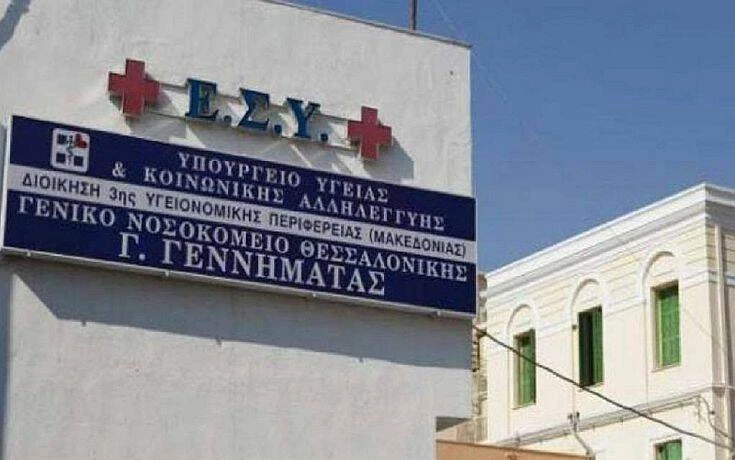 Ε.Σ.Υ.
ΥΠΟΥΡΓΕΙΟ ΥΓΕΙΑΣ
& ΚΟΙΝΩΝΙΚΗΣ ΑΛΛΗΛΕΓΓΥΗΣ
ΔΙΟΙΚΗΣΗ 3ης ΥΓΕΙΟΝΟΜΙΚΗΣ ΠΕΡΙΦΕΡΕΙΑΣ (ΜΑΚΕΔΟΝΙΑΣ)
ΓΕΝΙΚΟ ΝΟΣΟΚΟΜΕΙΟ ΘΕΣΣΑΛΟΝΙΚΗΣ
Γ. ΓΕΝΝΗΜΑΤΑΣ